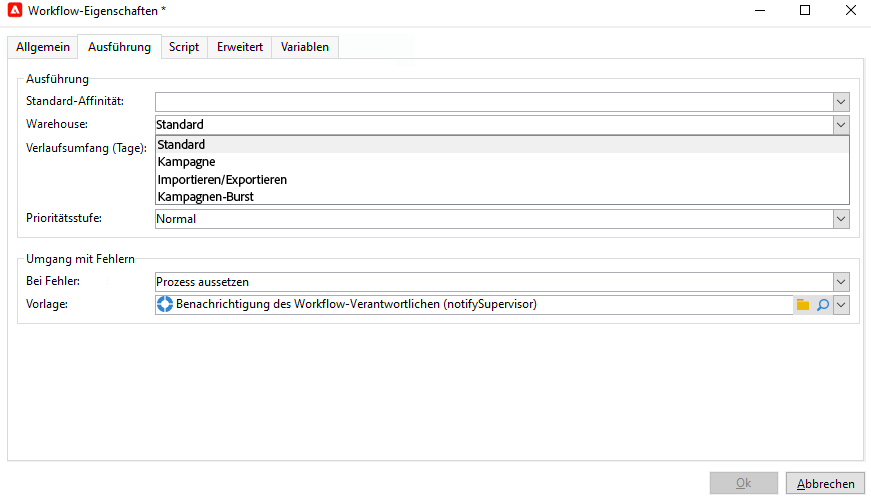 Workflow-Eigenschaften *
Allgemein Ausführung Script Erweitert Variablen
Ausführung
Standard-Affinität:
Warehouse: Standard
Verlaufsumfang (Tage): Standard
Kampagne
Importieren/Exportieren
Kampagnen-Burst
Prioritätsstufe: Normal
Umgang mit Fehlern
Bei Fehler: Prozess aussetzen
Vorlage: Benachrichtigung des Workflow-Verantwortlichen (notifySupervisor)
Ok Abbrechen